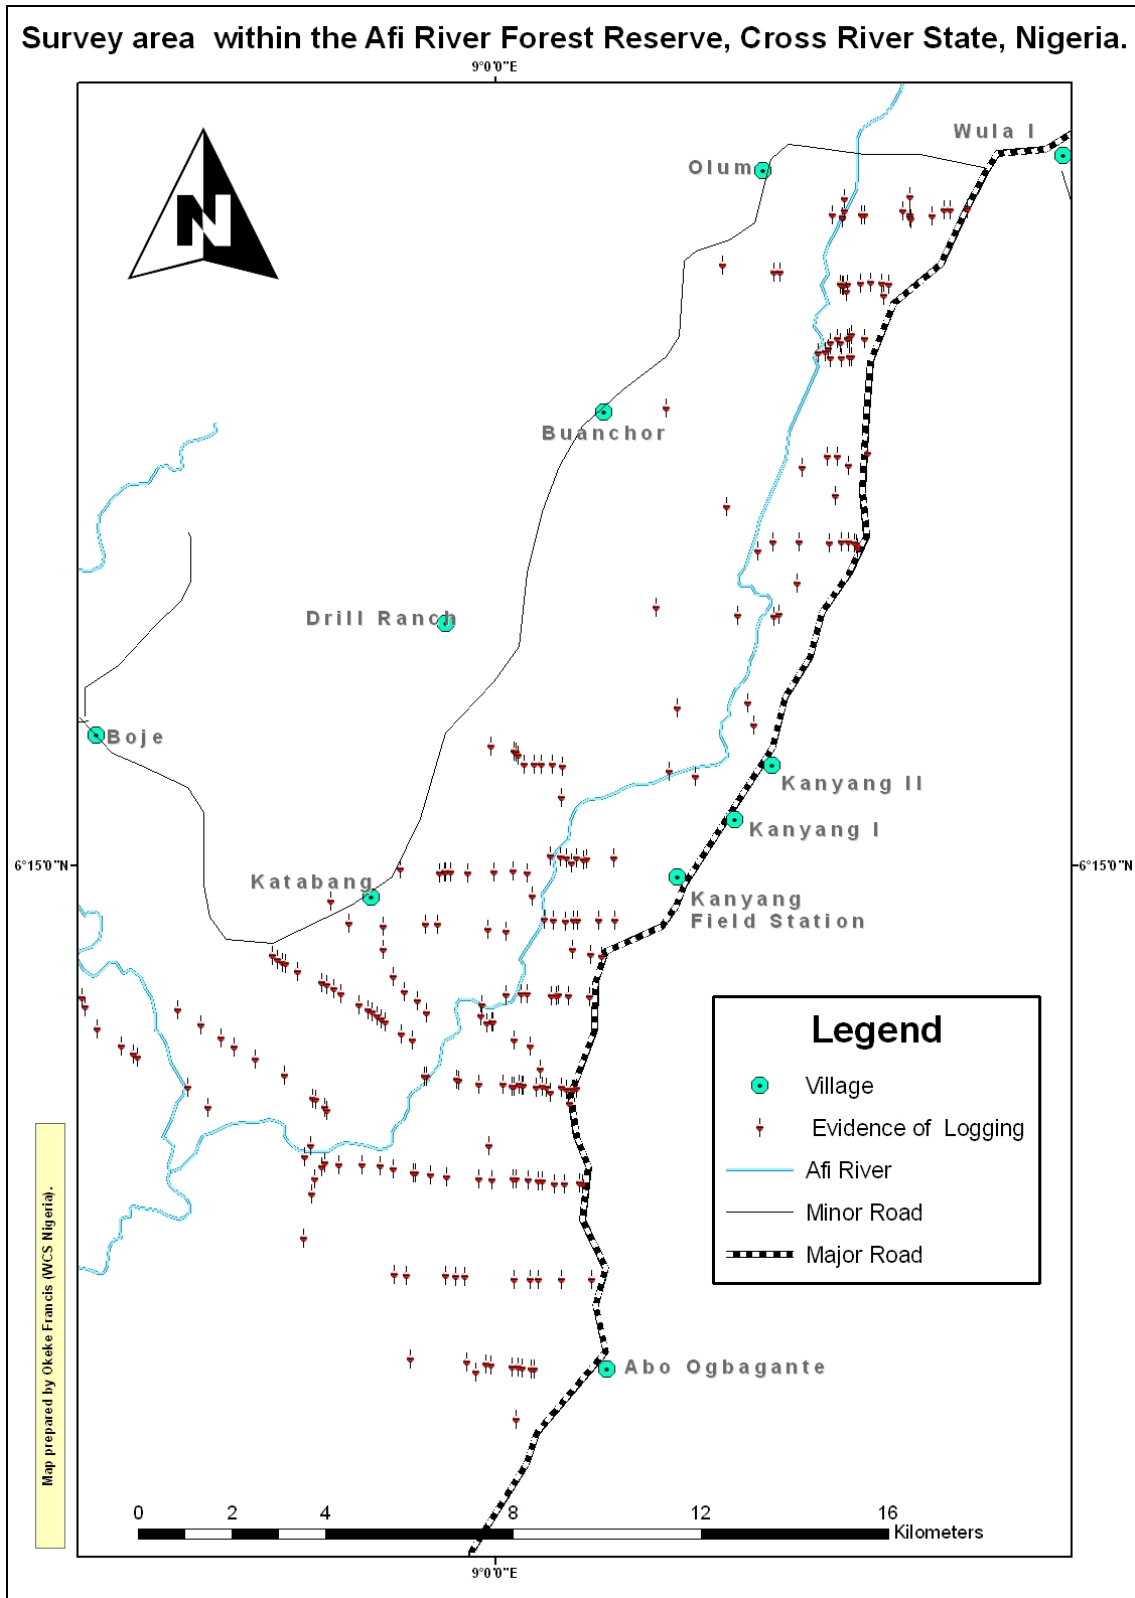 Survey area within the Afi River Forest Reserve, Cross River State, Nigeria.
9°0'0"E
Wula I
Olum
N
Buanchor
Drill Ranch
Boje
Kanyang II
Kanyang I
6°15'0"N
6°15'0"N
Katabang
Kanyang
Field Station
Legend
Village
Evidence of Logging
Afi River
Minor Road
Major Road
Map prepared by Okeke Francis (WCS Nigeria).
Abo Ogbagante
0 2 4 8 12 16
Kilometers
9°0'0"E